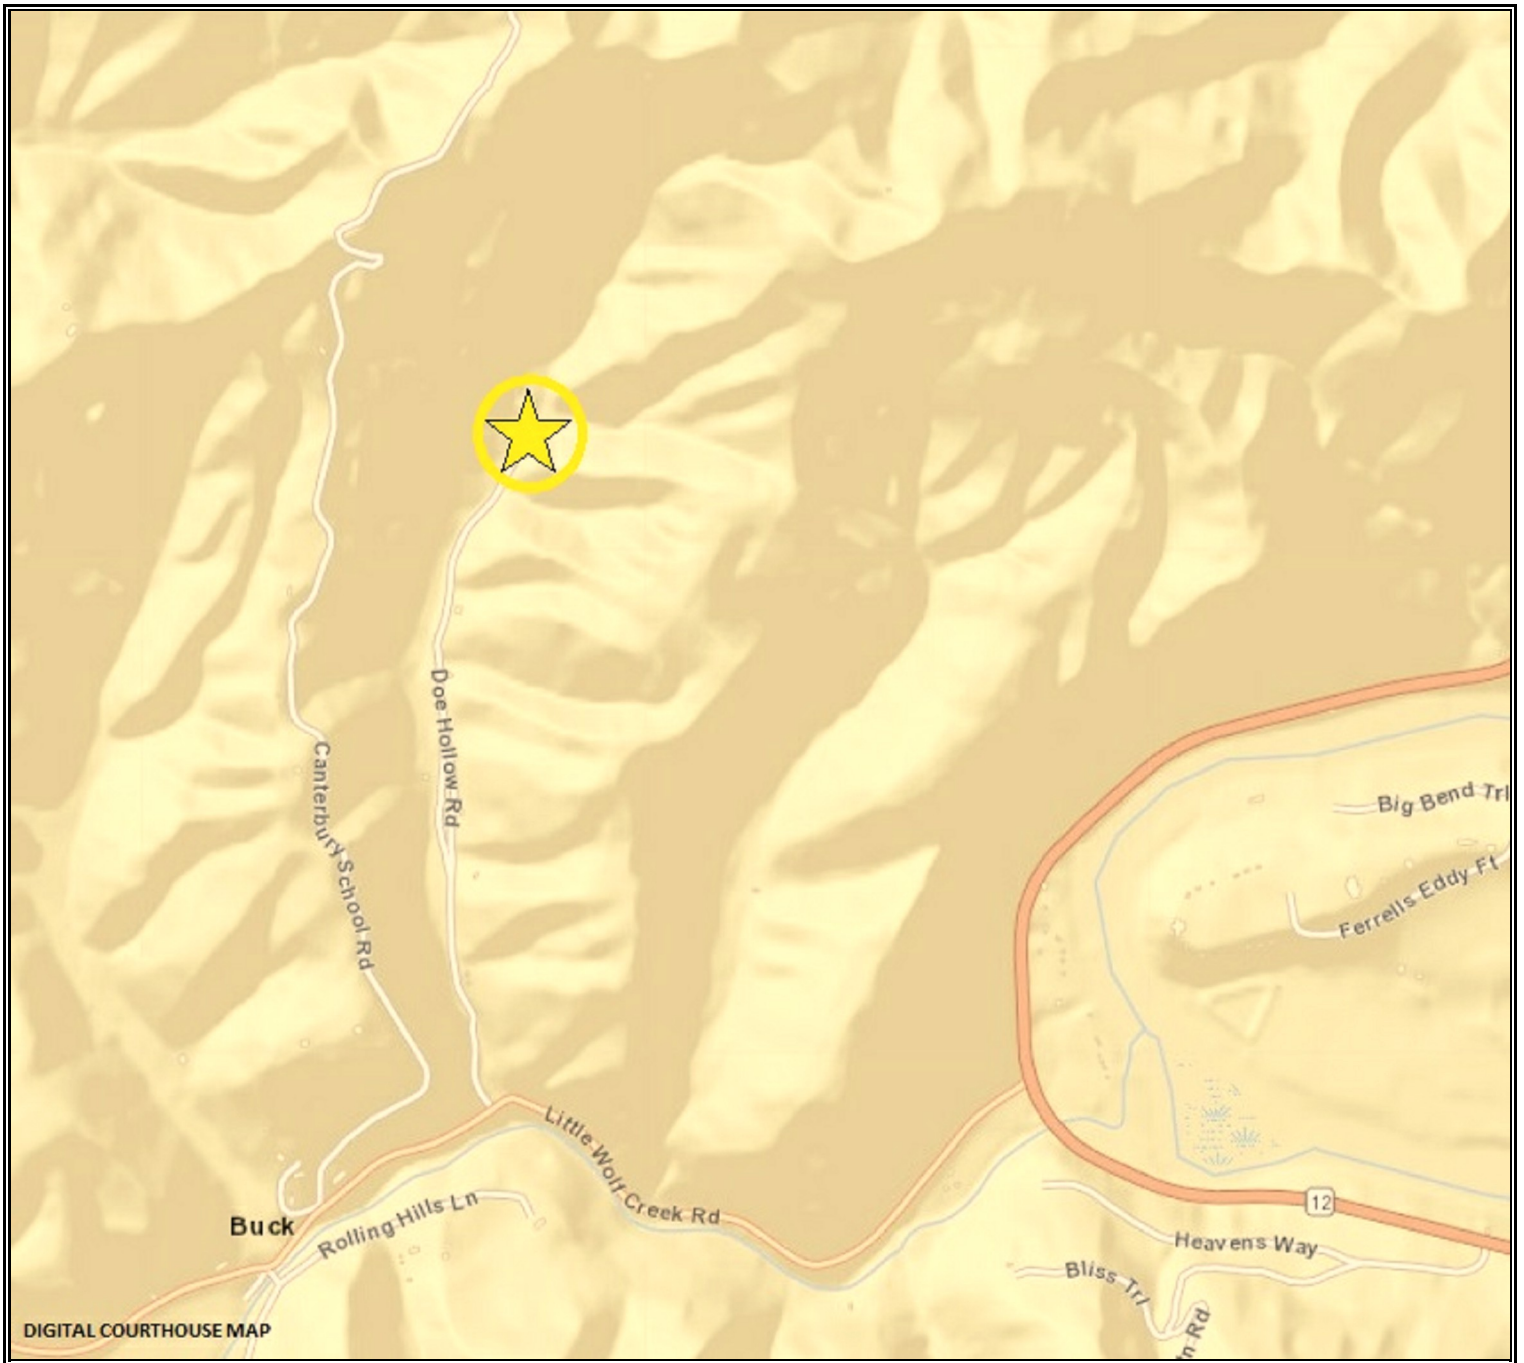 Doe Hollow Rd
Canterbury School Rd
Big Bend Trl
Ferrells Eddy Ft
Little Wolf Creek Rd
12
Buck
Rolling Hills Ln
Heavens Way
Bliss Trl
n Rd
DIGITAL COURTHOUSE MAP